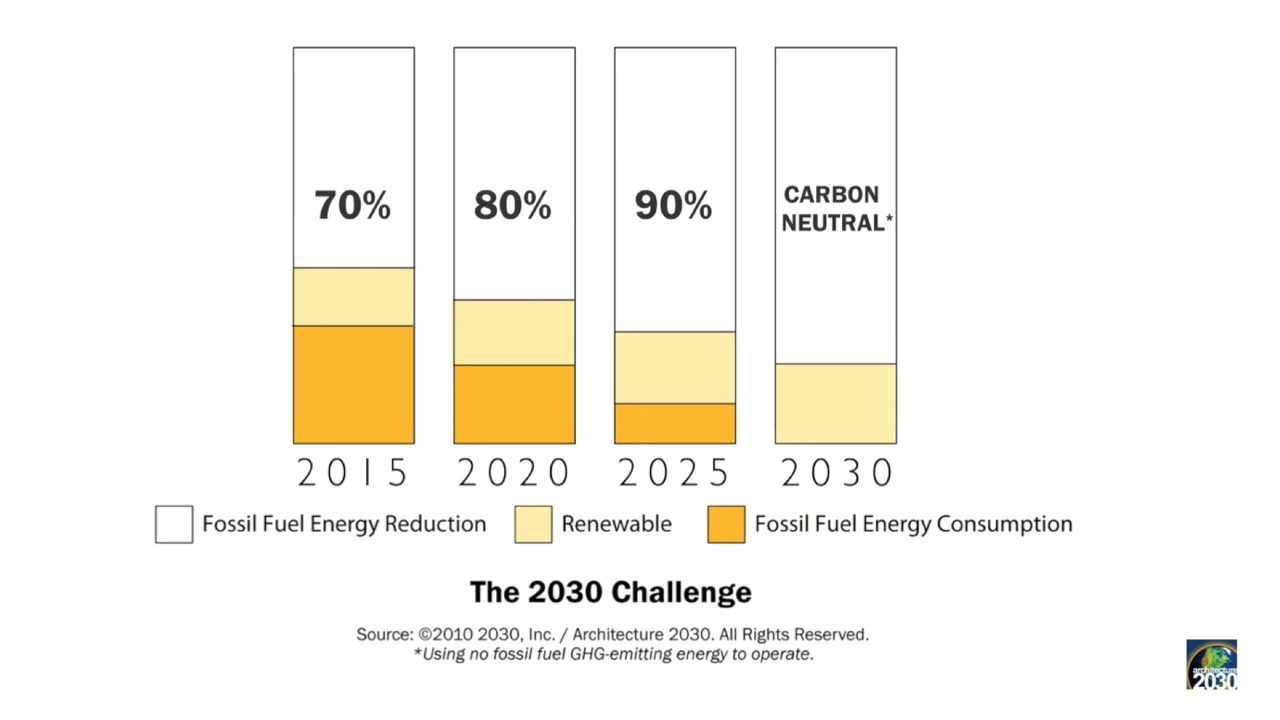 70%
80%
90%
CARBON
NEUTRAL*
2015
2020
2025
2030
Fossil Fuel Energy Reduction
Renewable
Fossil Fuel Energy Consumption
The 2030 Challenge
Source: ©2010 2030, Inc. / Architecture 2030. All Rights Reserved.
*Using no fossil fuel GHG-emitting energy to operate.
architecture
2030